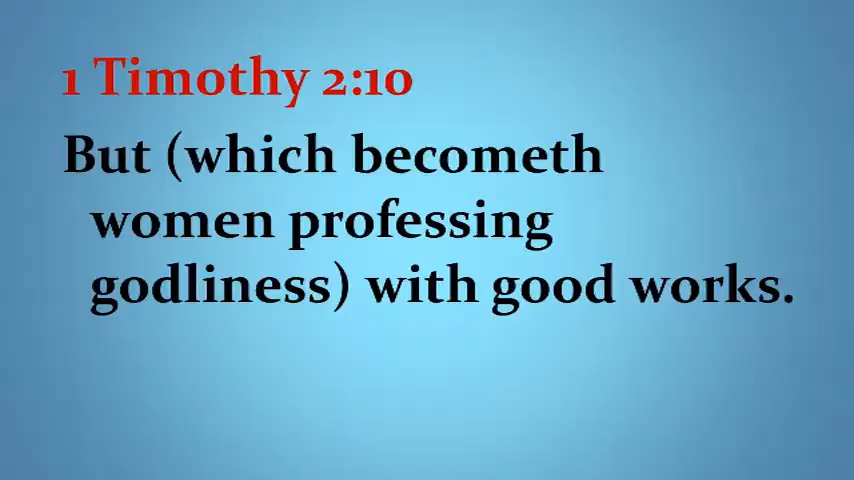 1 Timothy 2:10
But (which becometh
women professing
godliness) with good works.